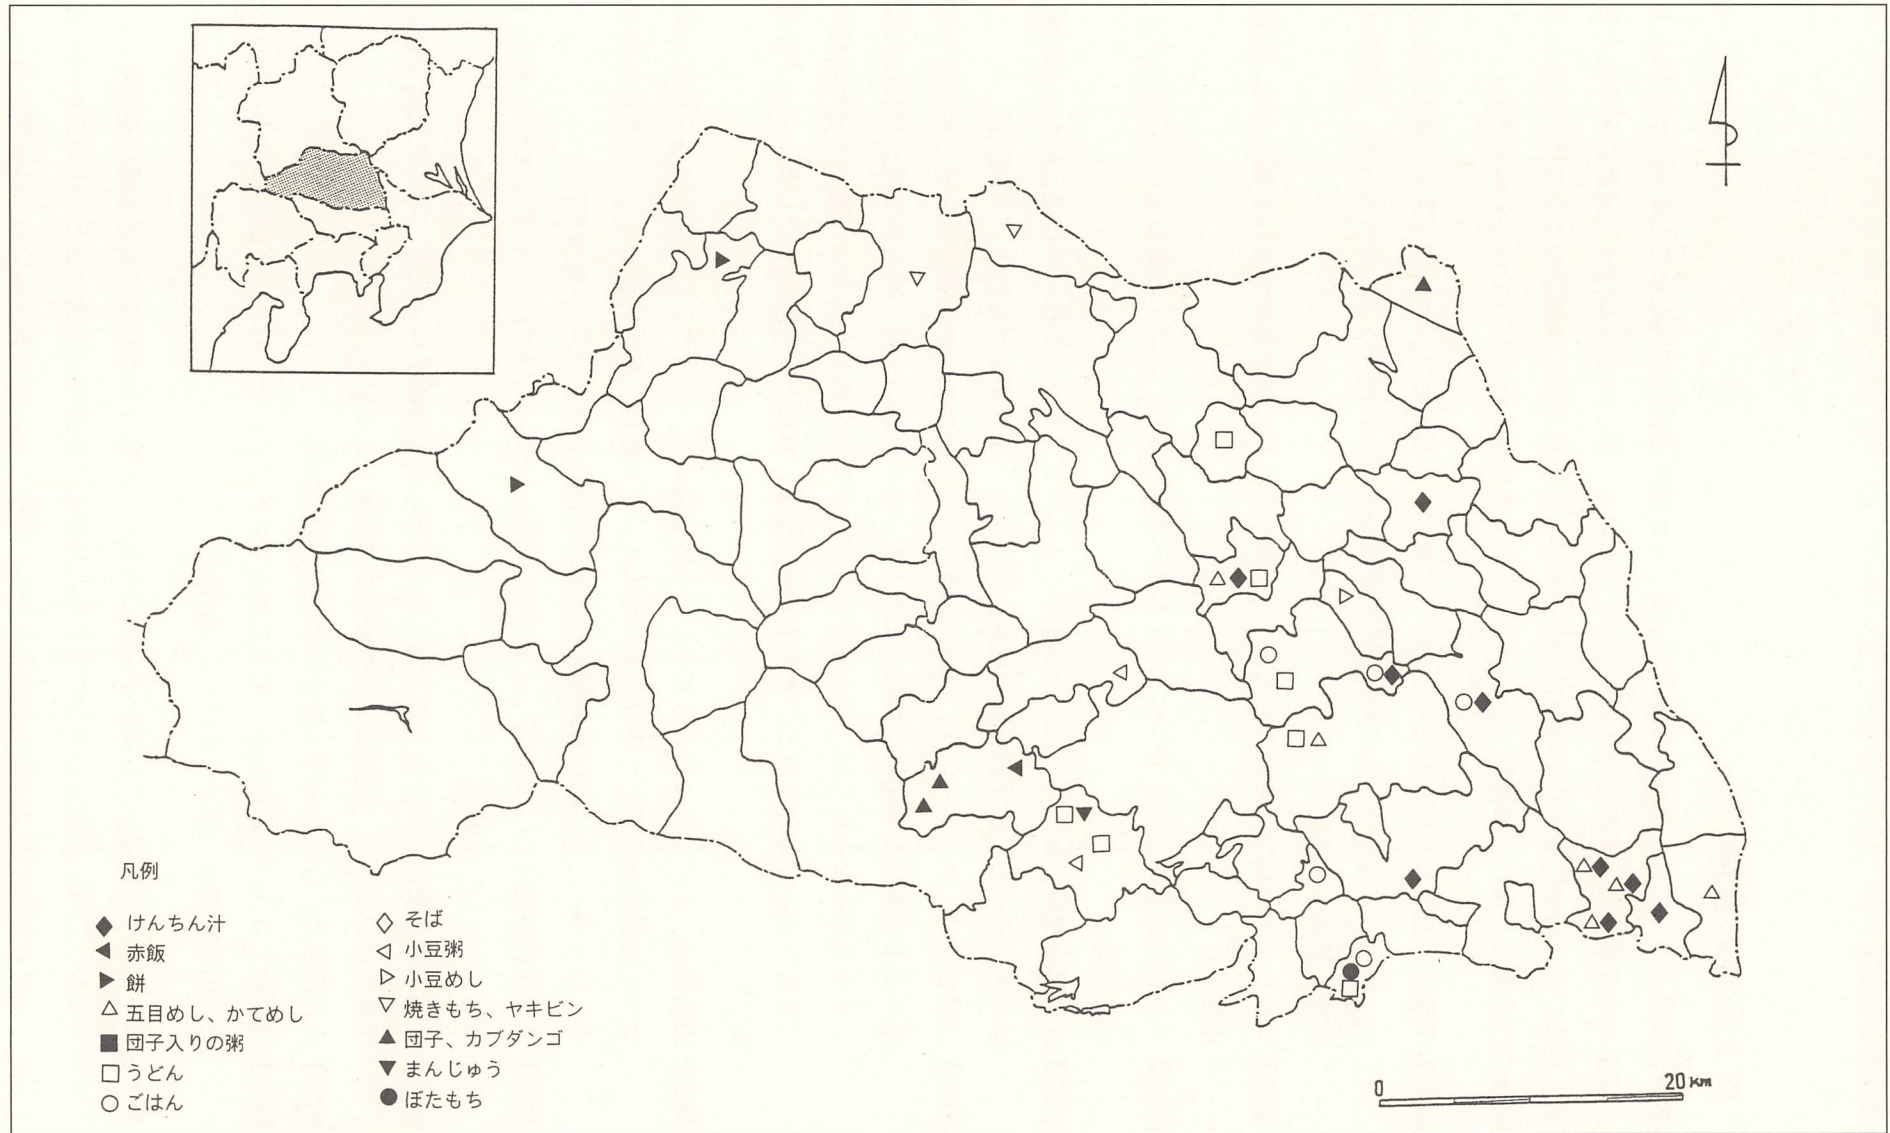 凡例
けんちん汁
赤飯
餅
五目めし、かてめし
団子入りの粥
うどん
ごはん
そば
小豆粥
小豆めし
焼きもち、ヤキビン
団子、カブダンゴ
まんじゅう
ぼたもち
0 20 km